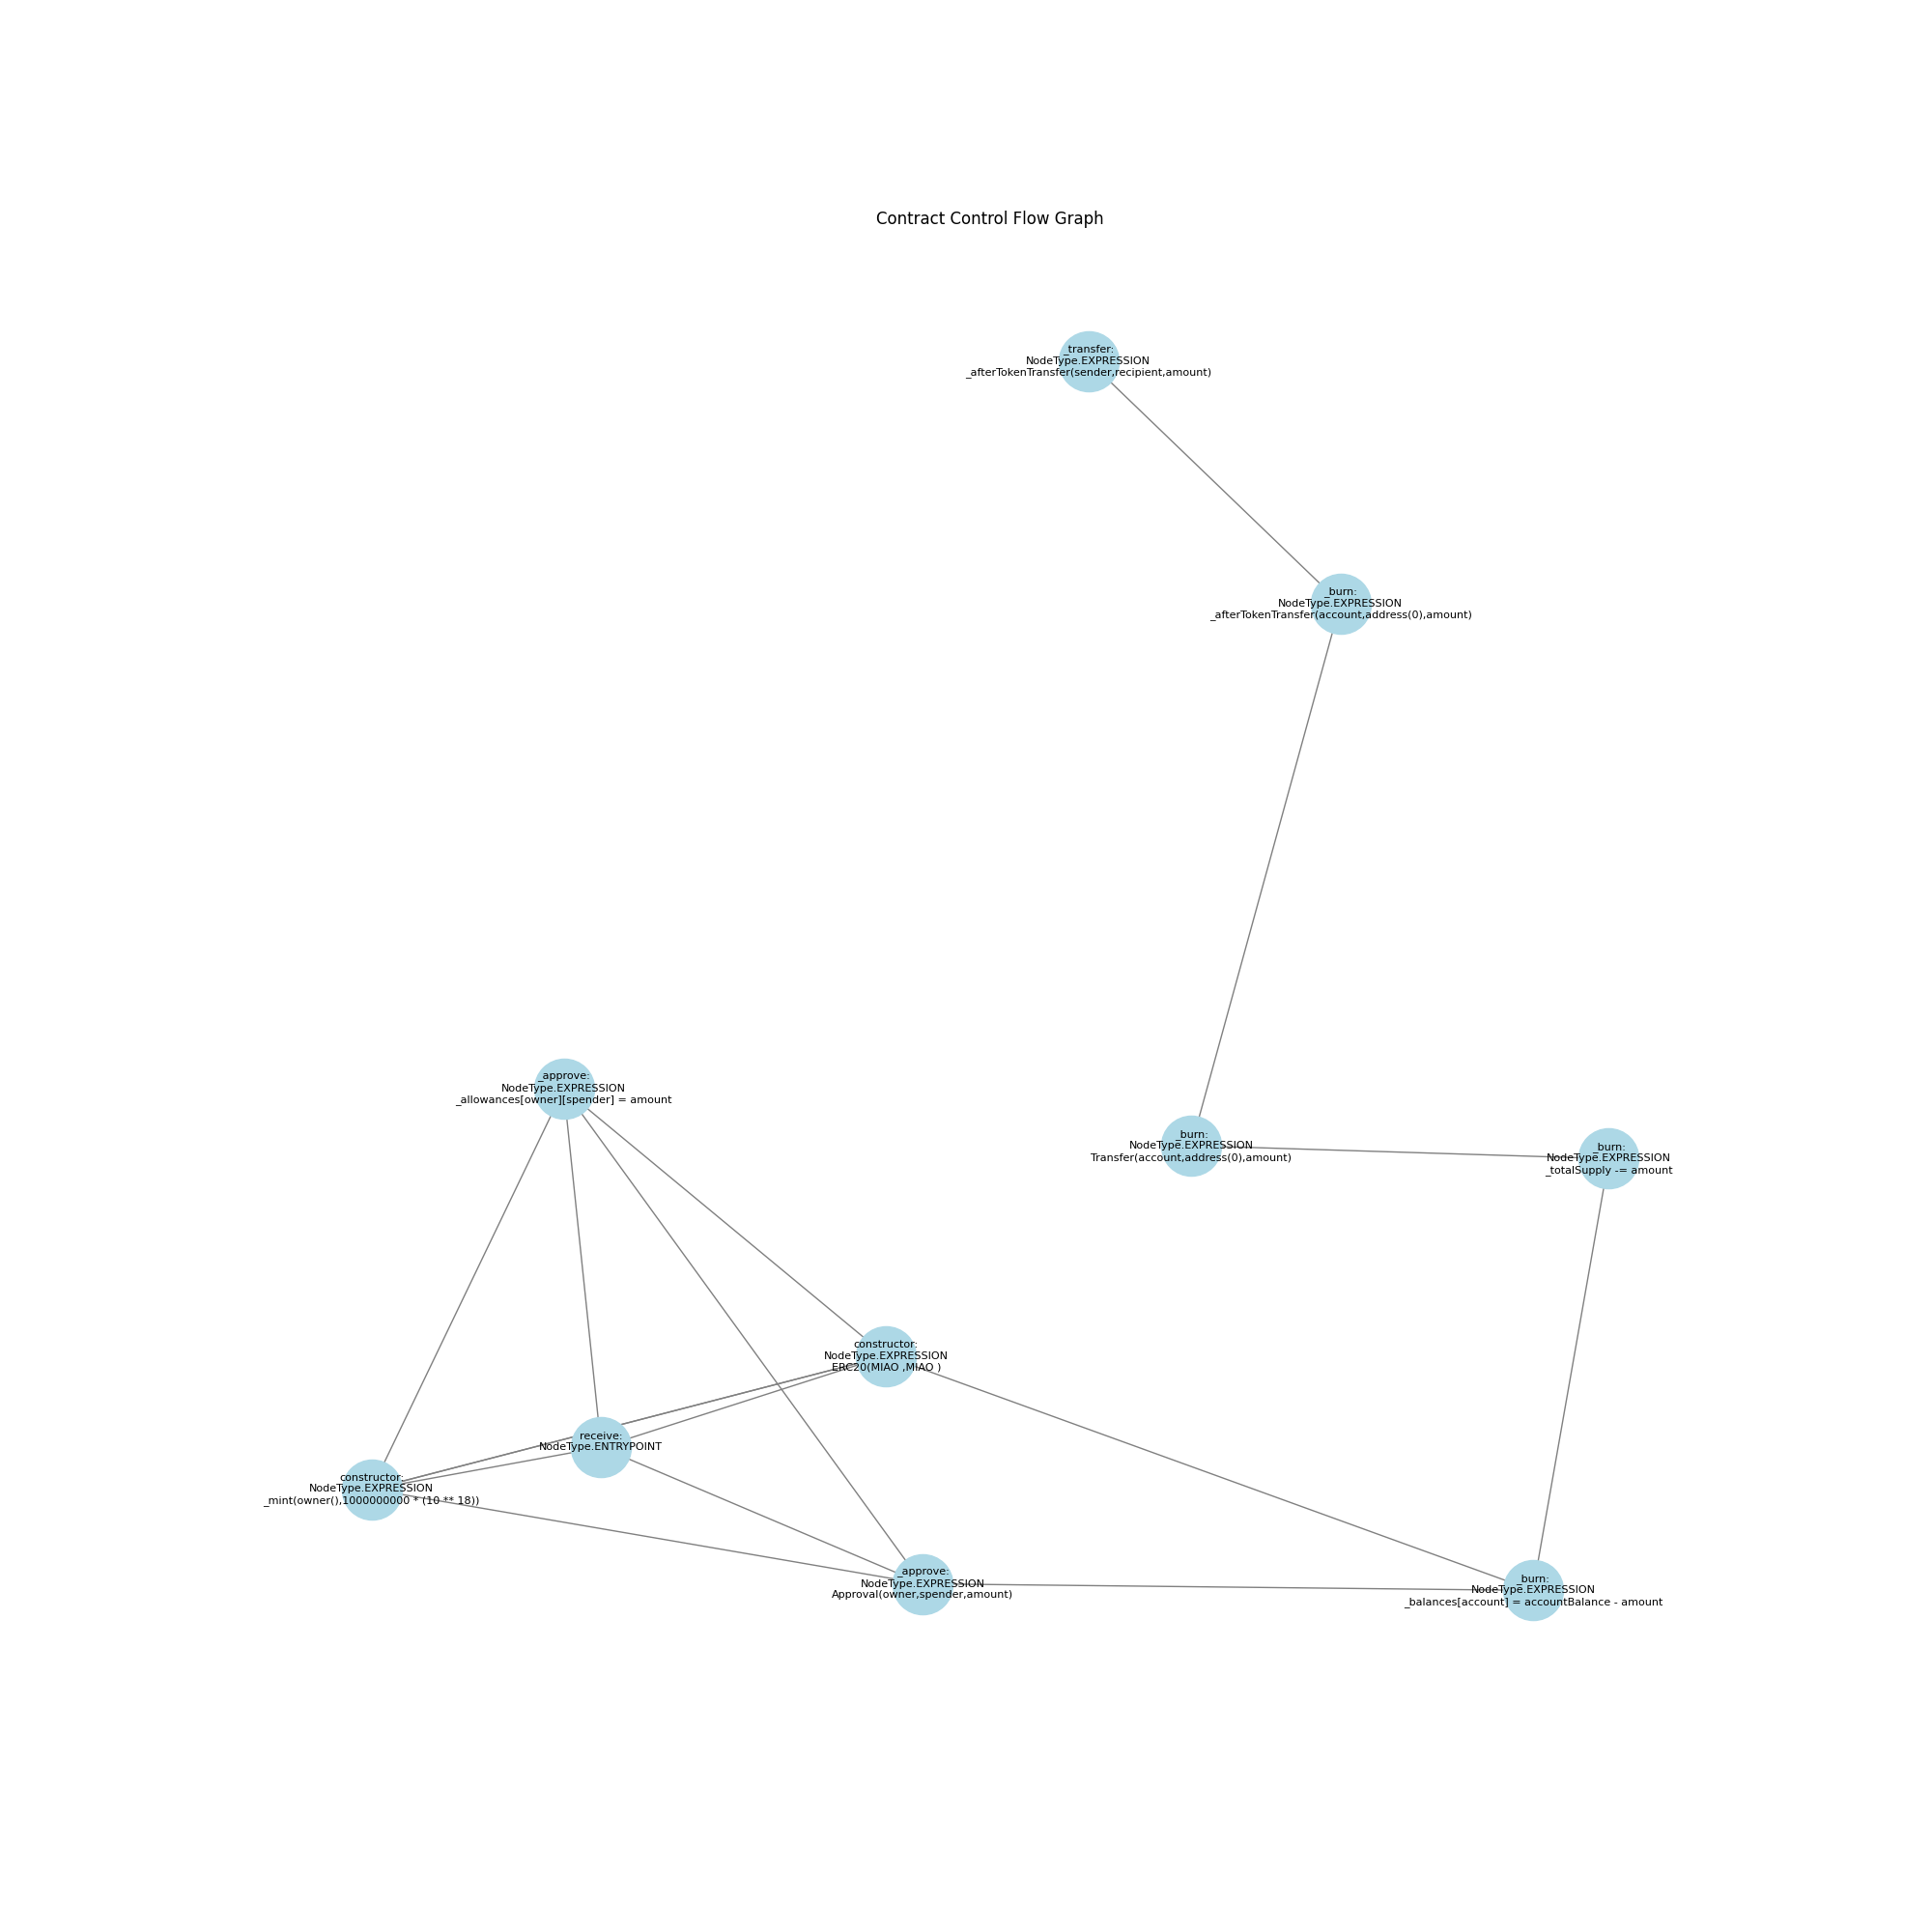 Contract Control Flow Graph
_transfer:
NodeType.EXPRESSION
_afterTokenTransfer(sender,recipient,amount)
_burn:
NodeType.EXPRESSION
_afterTokenTransfer(account,address(0),amount)
_approve:
NodeType.EXPRESSION
_allowances[owner][spender] = amount
_burn:
NodeType.EXPRESSION
Transfer(account,address(0),amount)
_burn:
NodeType.EXPRESSION
_totalSupply -= amount
constructor:
NodeType.EXPRESSION
ERC20(MIAO ,MIAO )
receive:
NodeType.ENTRYPOINT
constructor:
NodeType.EXPRESSION
_mint(owner(),1000000000 * (10 ** 18))
_approve:
NodeType.EXPRESSION
Approval(owner,spender,amount)
_burn:
NodeType.EXPRESSION
_balances[account] = accountBalance - amount